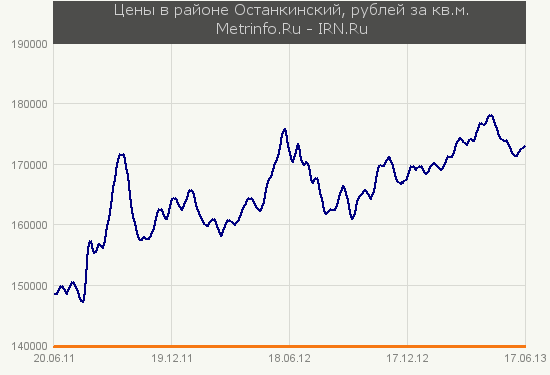 Цены в районе Останкинский, рублей за кв.м.
Metrinfo.Ru - IRN.Ru
190000
180000
170000
160000
150000
140000
20.06.11 19.12.11 18.06.12 17.12.12 17.06.13